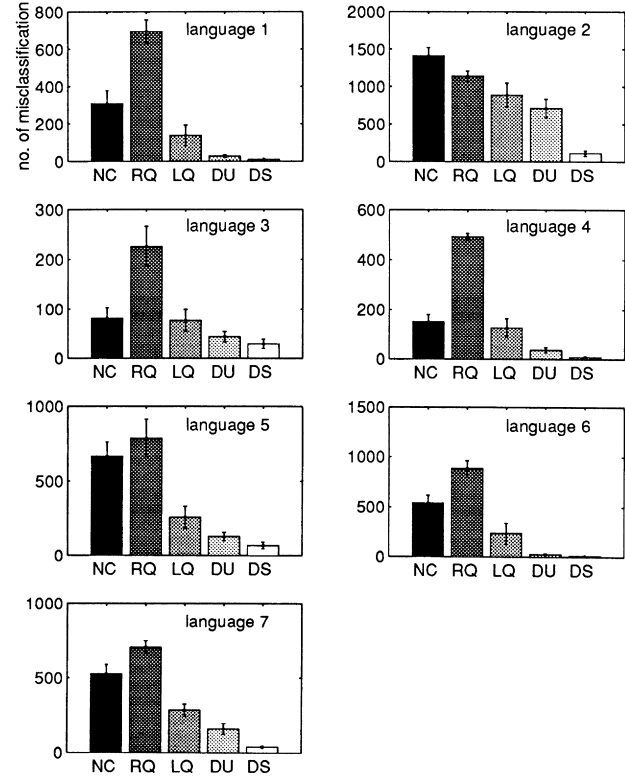 no. of misclassification
800
600
400
200
0
language 1
NC RQ LQ DU DS
2000
1500
1000
500
0
language 2
NC RQ LQ DU DS
300
200
100
0
language 3
NC RQ LQ DU DS
600
400
200
0
language 4
NC RQ LQ DU DS
1000
500
0
language 5
NC RQ LQ DU DS
1500
1000
500
0
language 6
NC RQ LQ DU DS
1000
500
0
language 7
NC RQ LQ DU DS